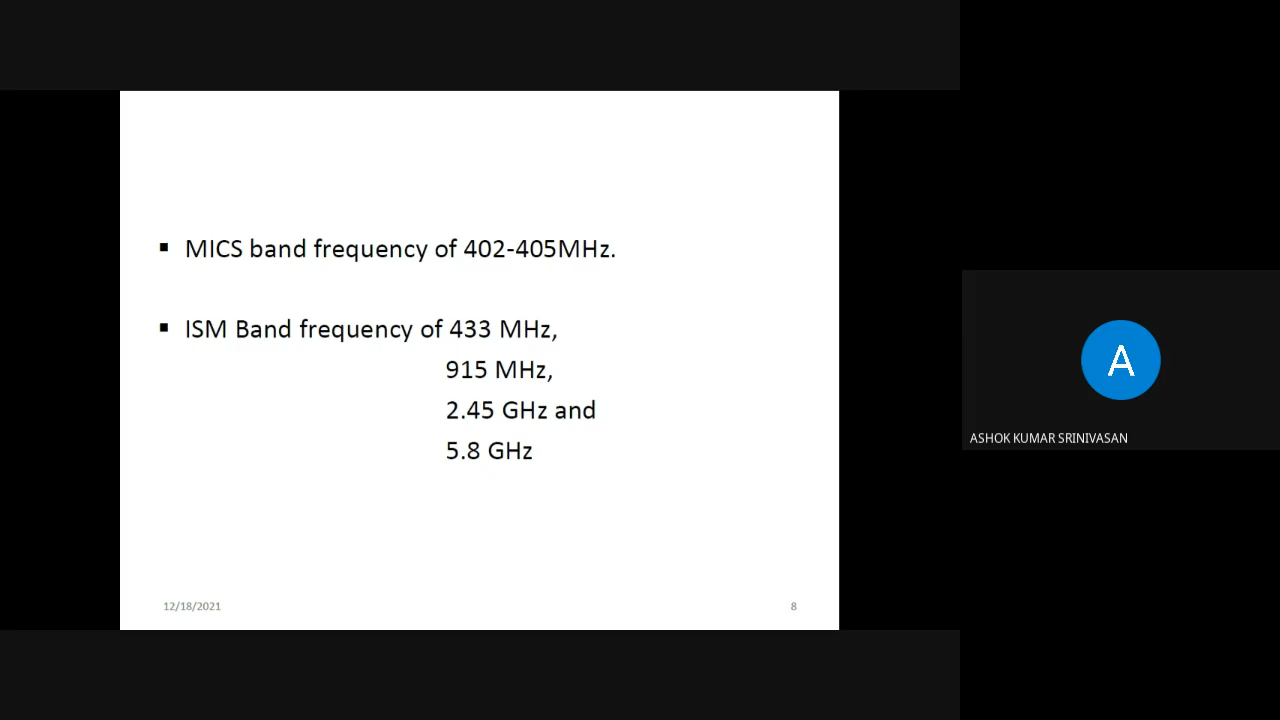 ▪ MICS band frequency of 402-405MHz.
▪ ISM Band frequency of 433 MHz,
915 MHz,
2.45 GHz and
5.8 GHz
12/18/2021
8
A
ASHOK KUMAR SRINIVASAN